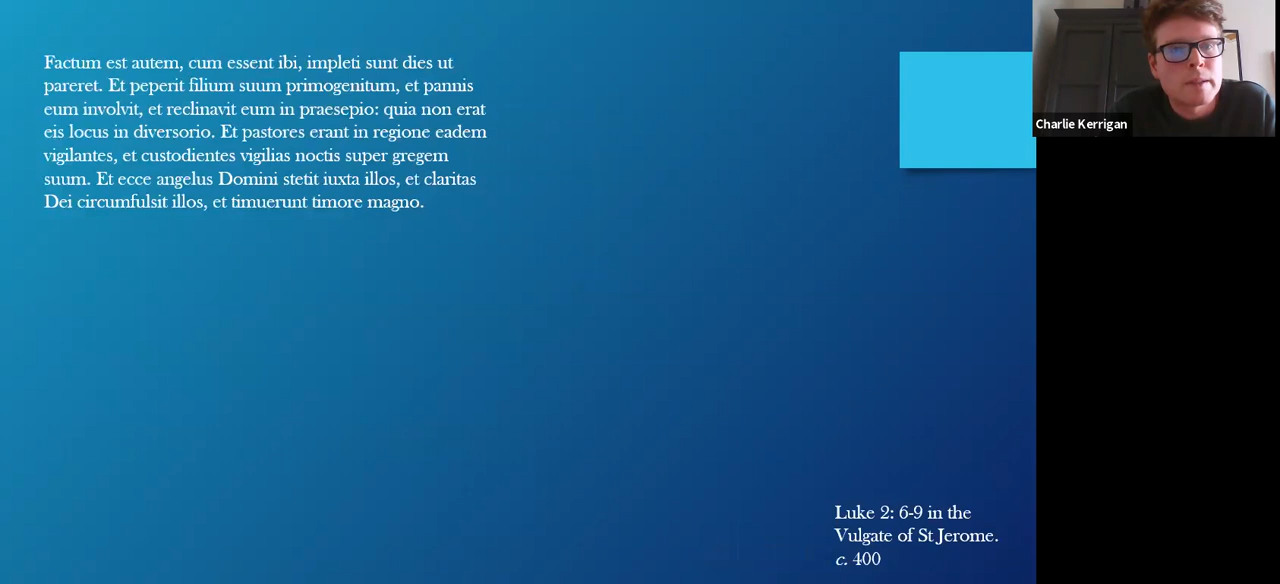 Factum est autem, cum essent ibi, impleti sunt dies ut
pareret. Et peperit filium suum primogenitum, et pannis
eum involvit, et reclinavit eum in praesepio: quia non erat
eis locus in diversorio. Et pastores erant in regione eadem
vigilantes, et custodientes vigilias noctis super gregem
suum. Et ecce angelus Domini stetit iuxta illos, et claritas
Dei circumfulsit illos, et timuerunt timore magno.
Charlie Kerrigan
Luke 2: 6-9 in the
Vulgate of St Jerome.
c. 400